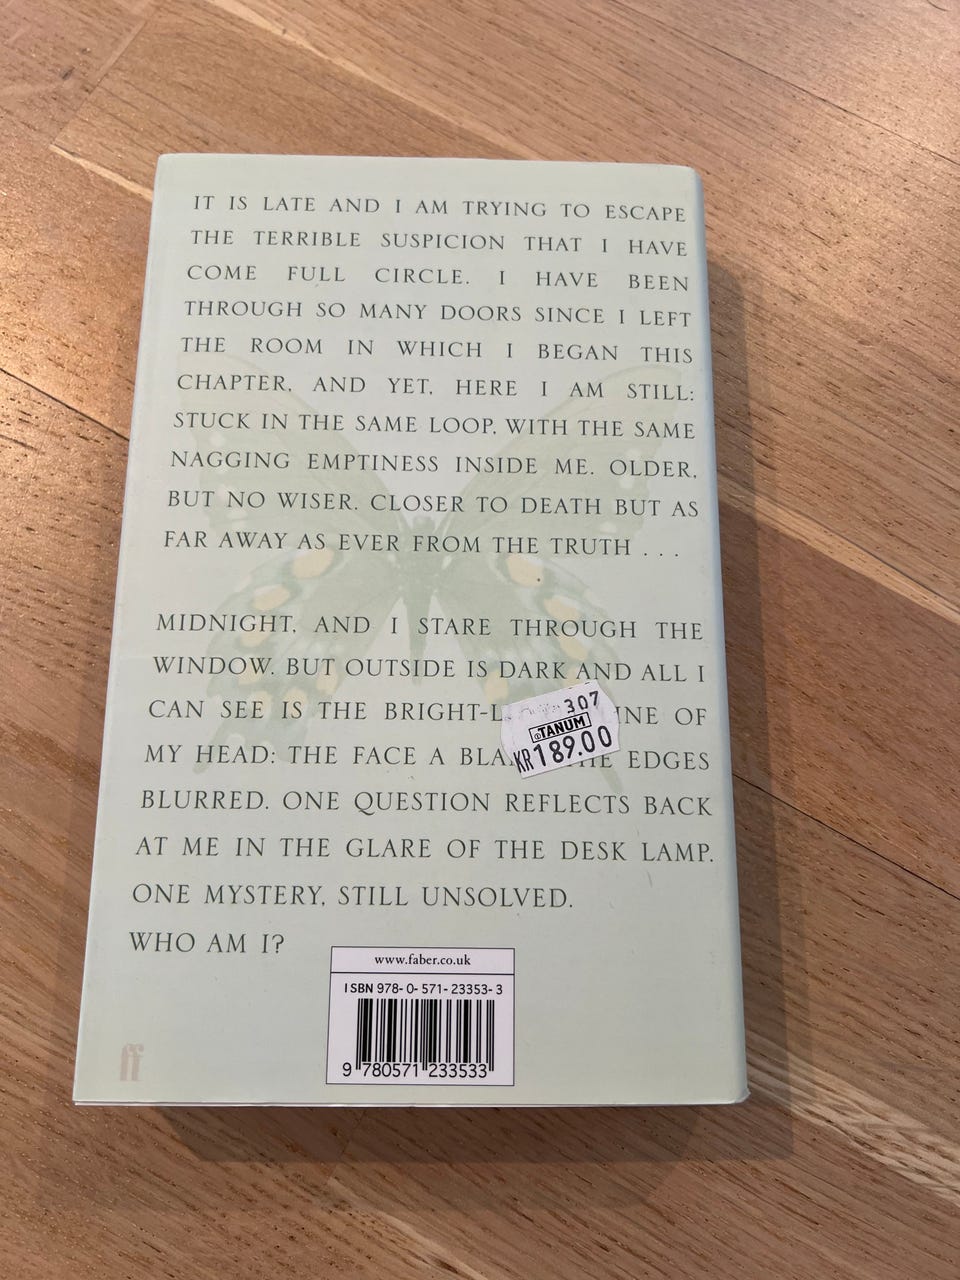 IT IS LATE AND I AM TRYING TO ESCAPE
THE TERRIBLE SUSPICION THAT I HAVE
COME FULL CIRCLE. I HAVE BEEN
THROUGH SO MANY DOORS SINCE I LEFT
THE ROOM IN WHICH I BEGAN THIS
CHAPTER, AND YET, HERE I AM STILL:
STUCK IN THE SAME LOOP, WITH THE SAME
NAGGING EMPTINESS INSIDE ME. OLDER,
BUT NO WISER. CLOSER TO DEATH BUT AS
FAR AWAY AS EVER FROM THE TRUTH . . .
MIDNIGHT, AND I STARE THROUGH THE
WINDOW. BUT OUTSIDE IS DARK AND ALL I
CAN SEE IS THE BRIGHT- OF
MY HEAD: THE FACE A EDGES
BLURRED. ONE QUESTION REFLECTS BACK
AT ME IN THE GLARE OF THE DESK LAMP.
ONE MYSTERY, STILL UNSOLVED.
WHO AM I?
307
TANUM
KR189.00
www.faber.co.uk
ISBN 978-0-571-23353-3
9 780571 233533
ff